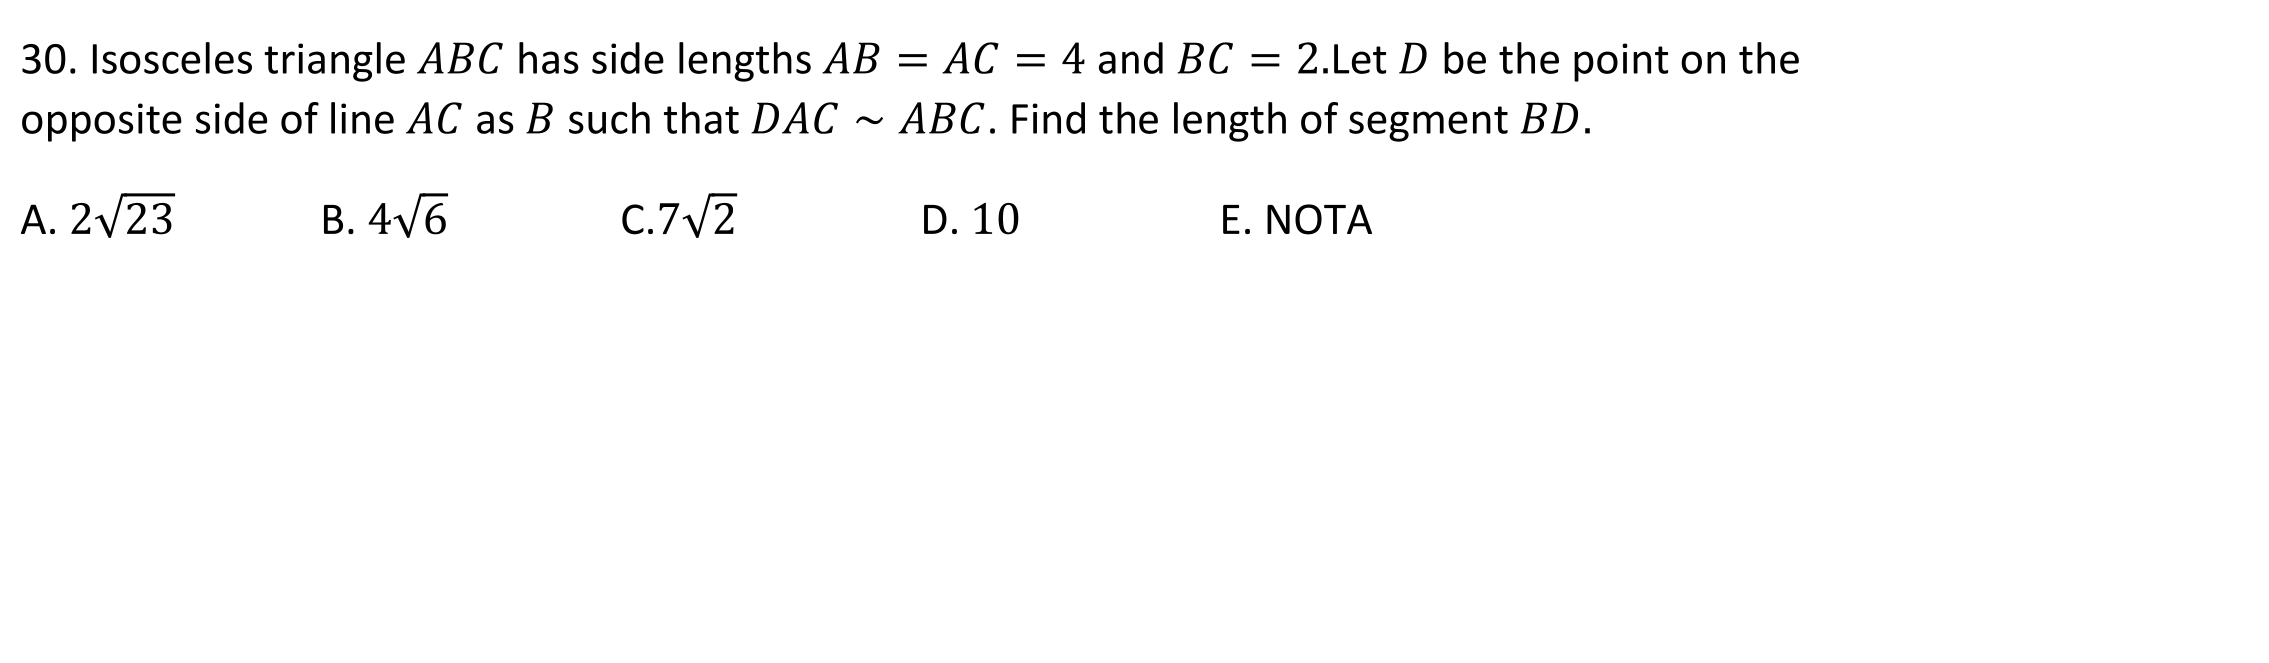 30. Isosceles triangle ABC has side lengths AB = AC = 4 and BC = 2.Let D be the point on the
opposite side of line AC as B such that DAC ~ ABC. Find the length of segment BD.
A. 2√23 B. 4√6 C.7√2 D. 10 E. NOTA